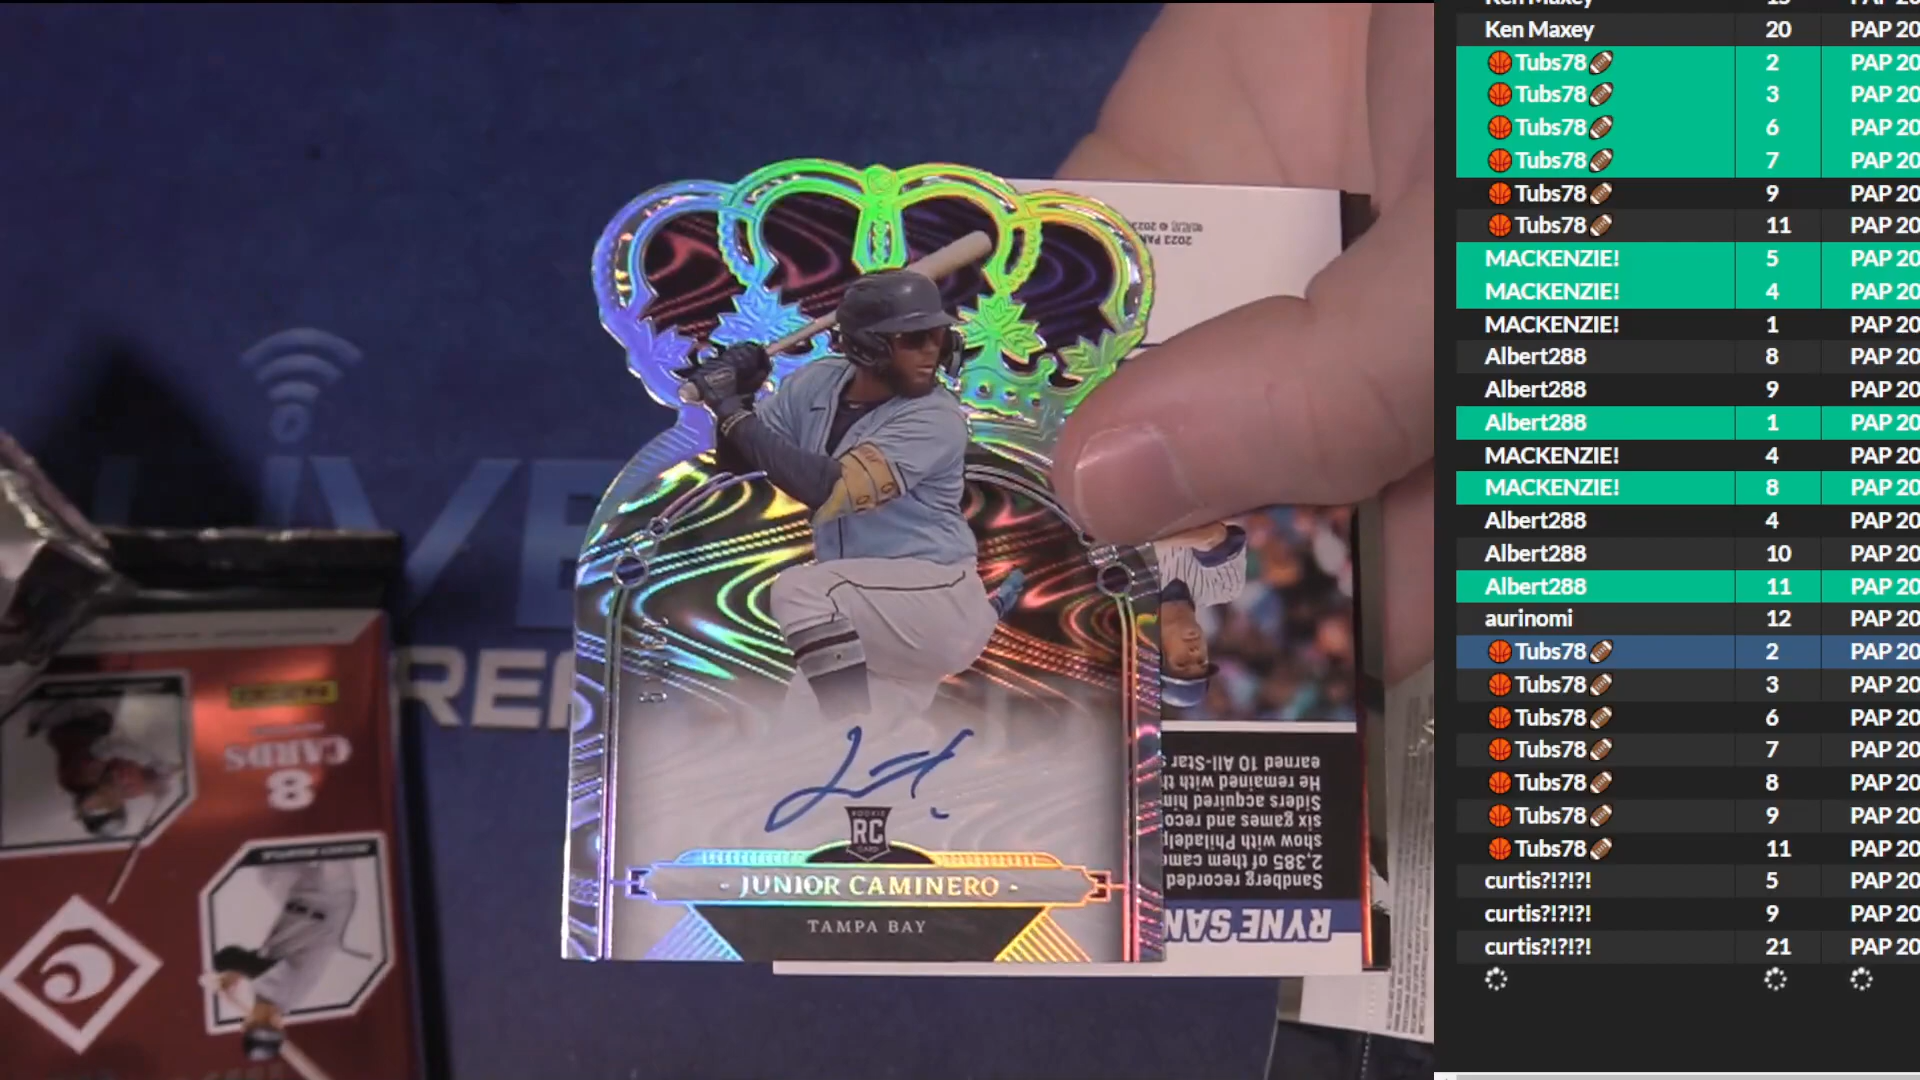 Ken Maxey 20 PAP 20
Tubs78 2 PAP 20
Tubs78 3 PAP 20
Tubs78 6 PAP 20
Tubs78 7 PAP 20
Tubs78 9 PAP 20
Tubs78 11 PAP 20
MACKENZIE! 5 PAP 20
MACKENZIE! 4 PAP 20
MACKENZIE! 1 PAP 20
Albert288 8 PAP 20
Albert288 9 PAP 20
Albert288 1 PAP 20
MACKENZIE! 4 PAP 20
MACKENZIE! 8 PAP 20
Albert288 4 PAP 20
Albert288 10 PAP 20
Albert288 11 PAP 20
aurinomi 12 PAP 20
Tubs78 2 PAP 20
Tubs78 3 PAP 20
Tubs78 6 PAP 20
Tubs78 7 PAP 20
Tubs78 8 PAP 20
Tubs78 9 PAP 20
Tubs78 11 PAP 20
curtis?!?!?! 5 PAP 20
curtis?!?!?! 9 PAP 20
curtis?!?!?! 21 PAP 20
ROOKIE
RC
CARD
- JUNIOR CAMINERO -
TAMPA BAY
LIVE
8
CARDS
PANINI
RYNE SAN
Sandberg recorded
2,385 of them
show with
six games and
Siders acquired him
He remained with
earned 10 All-Star